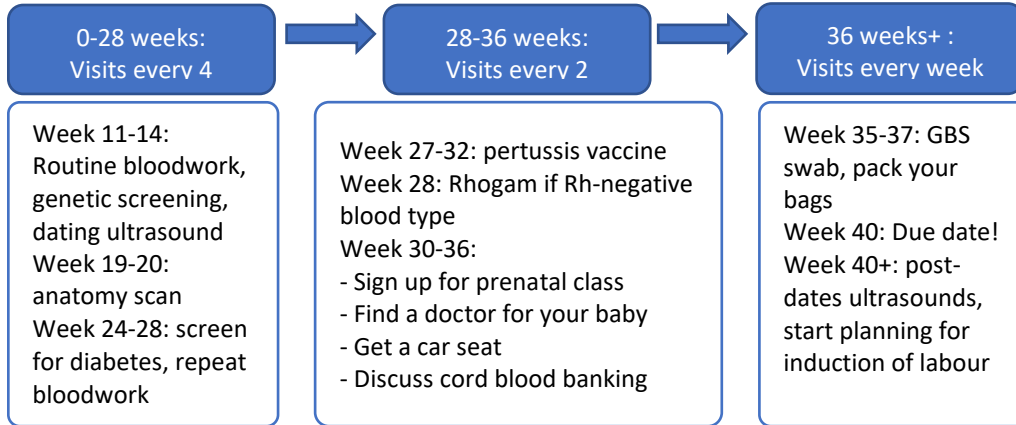 0-28 weeks:
Visits every 4
Week 11-14:
Routine bloodwork,
genetic screening,
dating ultrasound
Week 19-20:
anatomy scan
Week 24-28: screen
for diabetes, repeat
bloodwork
28-36 weeks:
Visits every 2
Week 27-32: pertussis vaccine
Week 28: Rhogam if Rh-negative
blood type
Week 30-36:
- Sign up for prenatal class
- Find a doctor for your baby
- Get a car seat
- Discuss cord blood banking
36 weeks+ :
Visits every week
Week 35-37: GBS
swab, pack your
bags
Week 40: Due date!
Week 40+: post-
dates ultrasounds,
start planning for
induction of labour